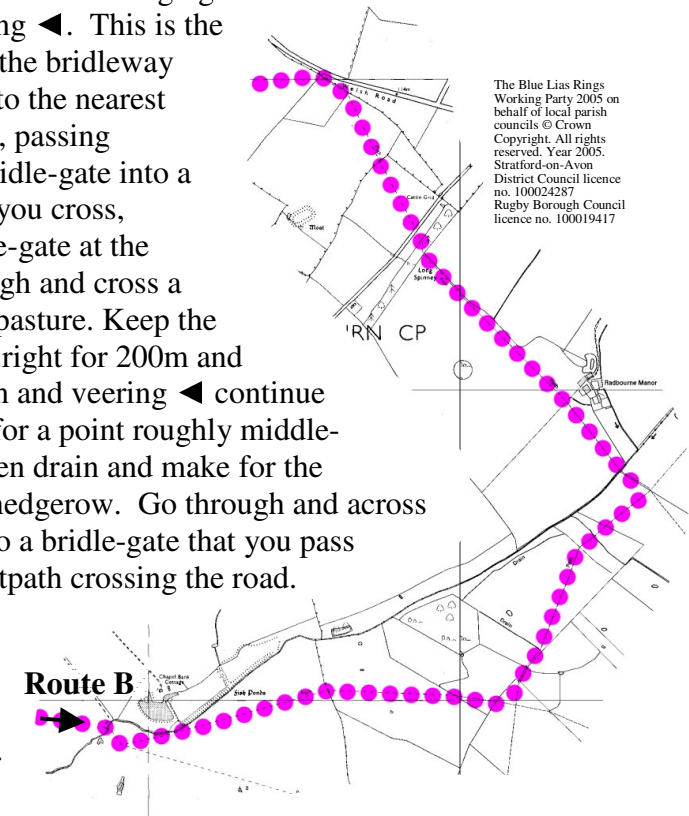 ng ◄. This is the
the bridleway
to the nearest
, passing
idle-gate into a
you cross,
e-gate at the
gh and cross a
pasture. Keep the
right for 200m and
n and veering ◄ continue
for a point roughly middle-
en drain and make for the
hedgerow. Go through and across
o a bridle-gate that you pass
tpath crossing the road.
The Blue Lias Rings
Working Party 2005 on
behalf of local parish
councils © Crown
Copyright. All rights
reserved. Year 2005.
Stratford-on-Avon
District Council licence
no. 100024287
Rugby Borough Council
licence no. 100019417
Road
Cattle Grid
Moat
Long
Spinney
'RN CP
Radbourne Manor
Drain
Drain
Chapel Bank
Cottage
Fish Ponds
Route B